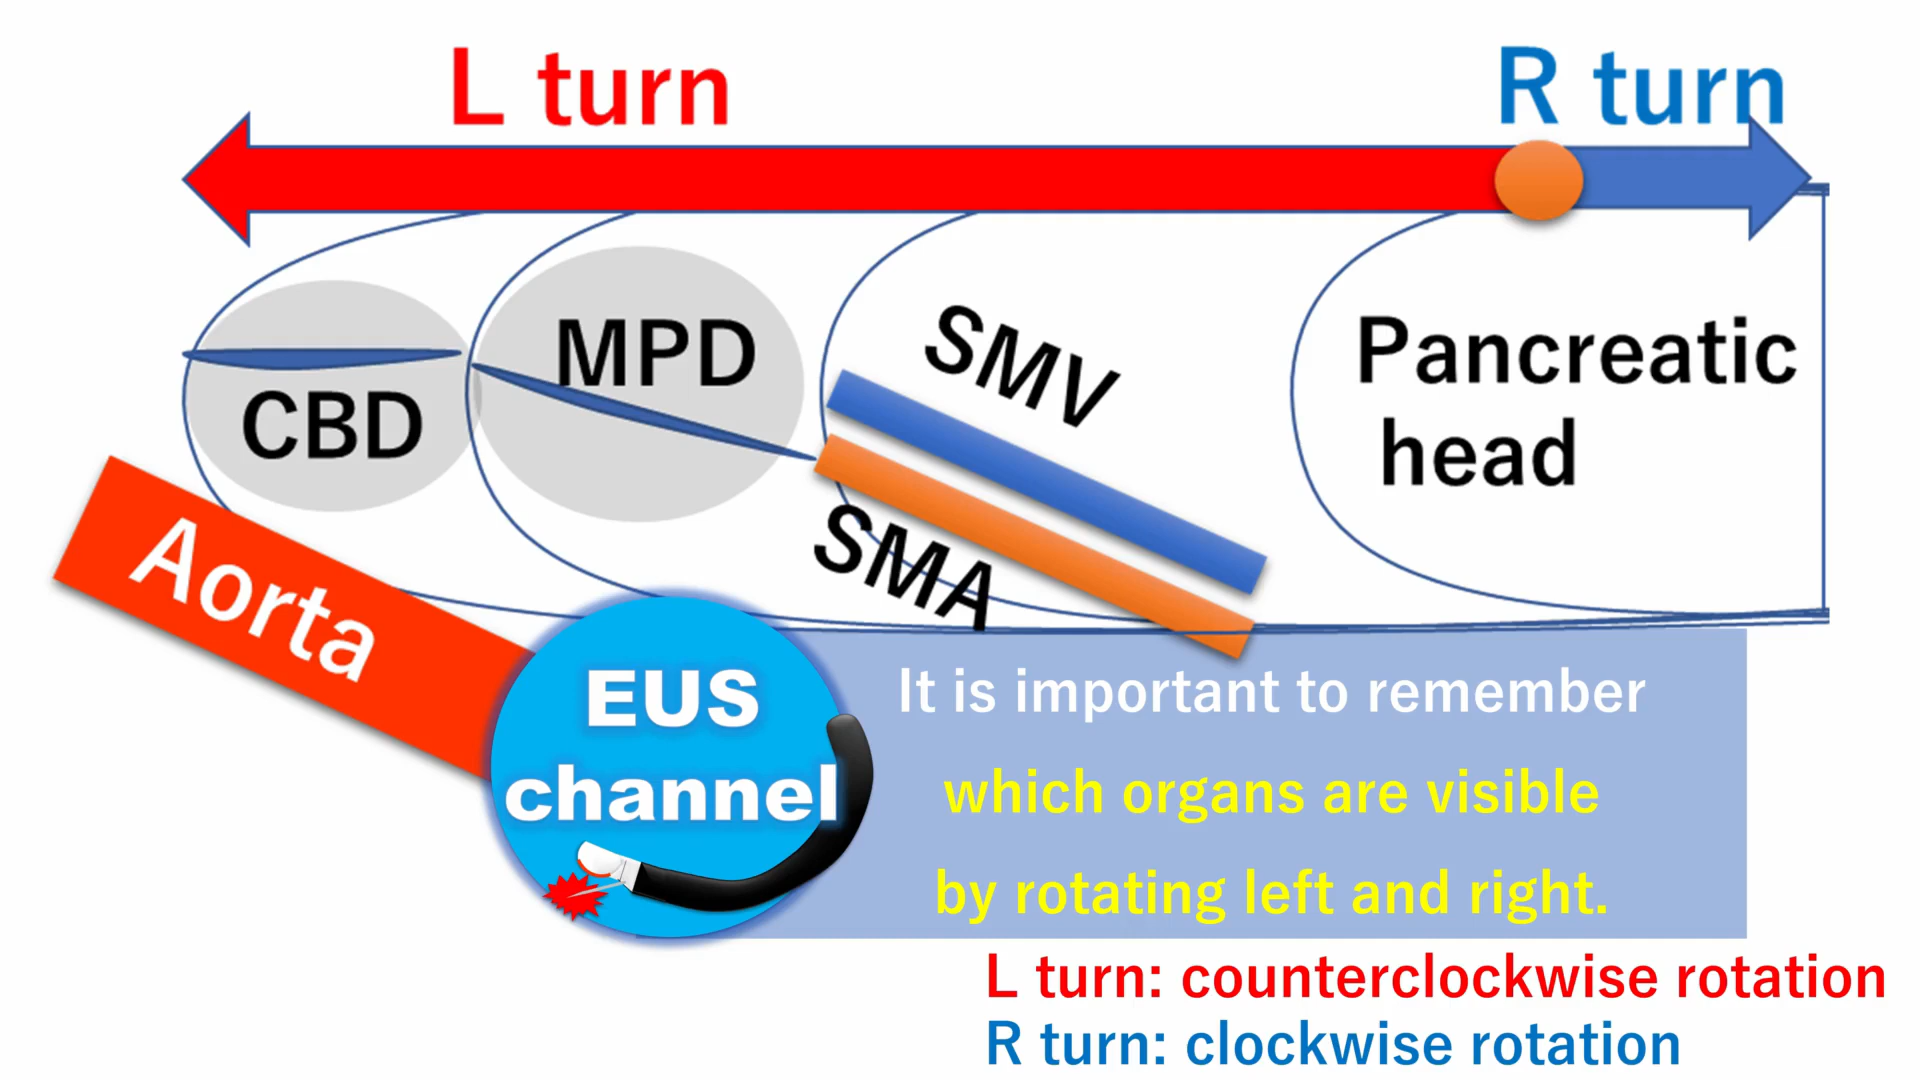 L turn
R turn
CBD
MPD
SMV
SMA
Pancreatic
head
Aorta
EUS
channel
It is important to remember
which organs are visible
by rotating left and right.
L turn: counterclockwise rotation
R turn: clockwise rotation